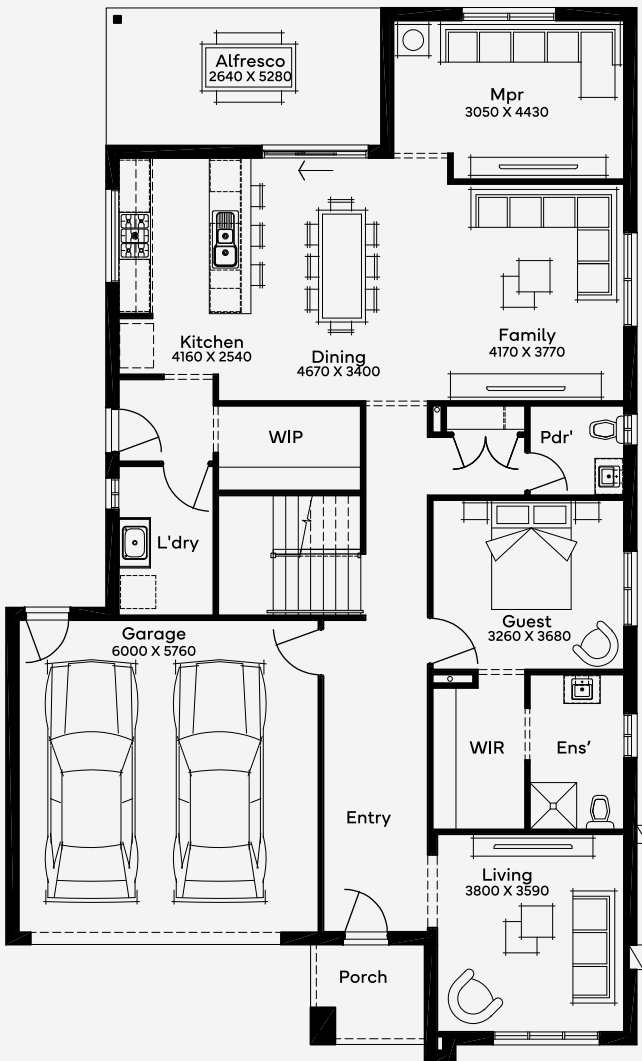 Alfresco
2640 X 5280
Mpr
3050 X 4430
Kitchen
4160 X 2540
Dining
4670 X 3400
Family
4170 X 3770
WIP
Pdr'
L'dry
Guest
3260 X 3680
Garage
6000 X 5760
WIR
Ens’
Entry
Living
3800 X 3590
Porch